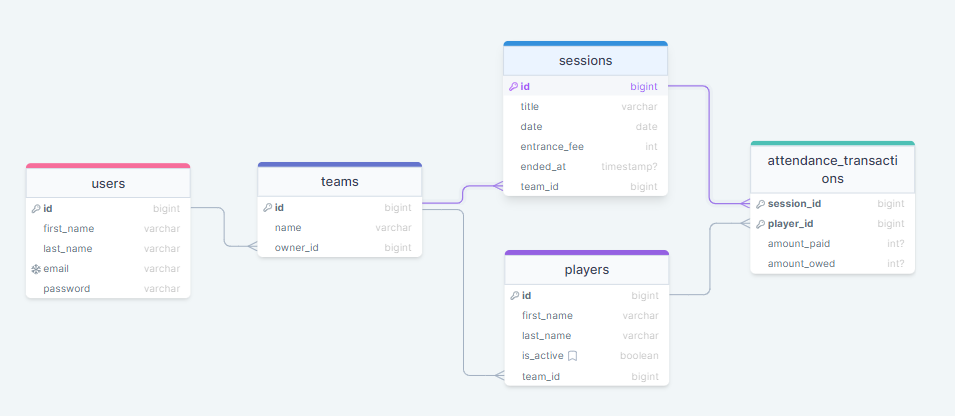 users
id bigint
first_name varchar
last_name varchar
email varchar
password varchar
teams
id bigint
name varchar
owner_id bigint
sessions
id bigint
title varchar
date date
entrance_fee int
ended_at timestamp?
team_id bigint
players
id bigint
first_name varchar
last_name varchar
is_active boolean
team_id bigint
attendance_transacti
ons
session_id bigint
player_id bigint
amount_paid int?
amount_owed int?